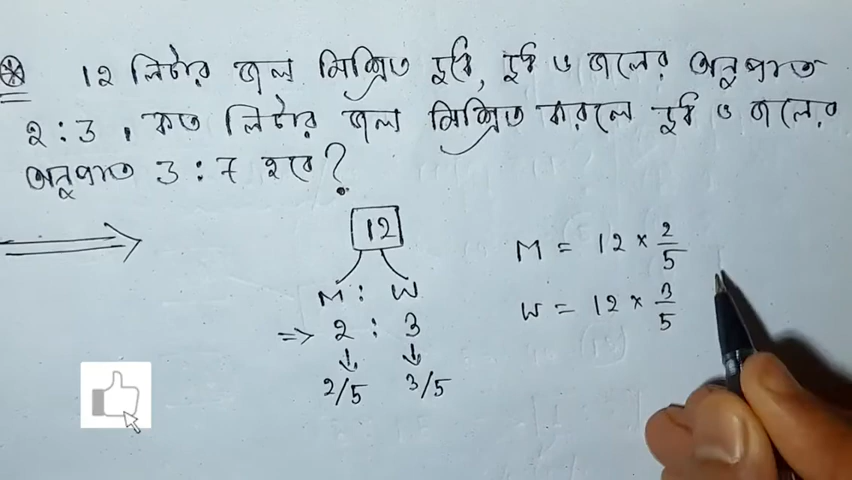 12 লিটার জল মিশ্রিত দুধে, দুধ ও জলের অনুপাত
2 : 3 , কত লিটার জল মিশ্রিত করলে দুধ ও জলের
অনুপাত 3 : 7 হবে?
12
M : W
=> 2 : 3
↓ ↓
2/5 3/5
M = 12 × 2/5
W = 12 × 3/5